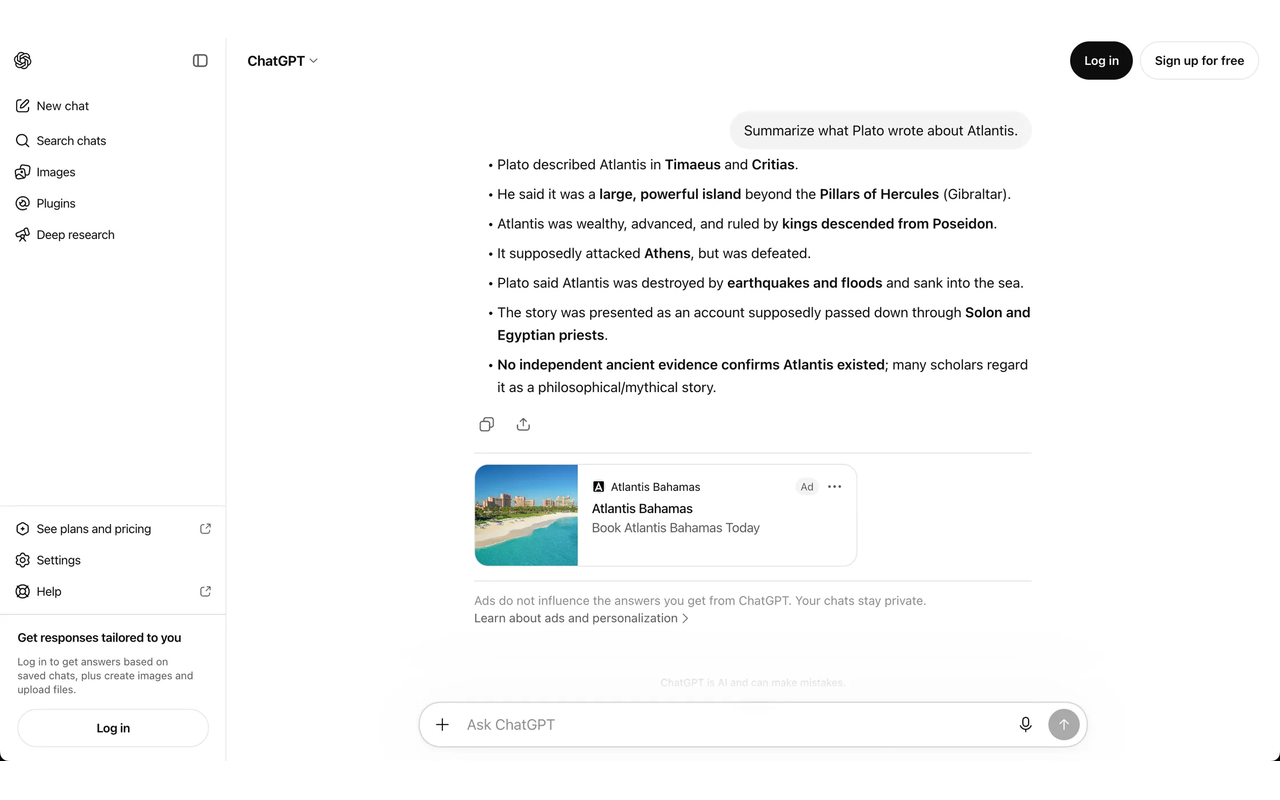 ChatGPT
Log in
Sign up for free
New chat
Search chats
Images
Plugins
Deep research
Summarize what Plato wrote about Atlantis.
• Plato described Atlantis in Timaeus and Critias.
• He said it was a large, powerful island beyond the Pillars of Hercules (Gibraltar).
• Atlantis was wealthy, advanced, and ruled by kings descended from Poseidon.
• It supposedly attacked Athens, but was defeated.
• Plato said Atlantis was destroyed by earthquakes and floods and sank into the sea.
• The story was presented as an account supposedly passed down through Solon and
Egyptian priests.
• No independent ancient evidence confirms Atlantis existed; many scholars regard
it as a philosophical/mythical story.
Atlantis Bahamas
Ad
Atlantis Bahamas
Book Atlantis Bahamas Today
Ads do not influence the answers you get from ChatGPT. Your chats stay private.
Learn about ads and personalization
See plans and pricing
Settings
Help
Get responses tailored to you
Log in to get answers based on
saved chats, plus create images and
upload files.
Log in
ChatGPT is AI and can make mistakes.
Ask ChatGPT